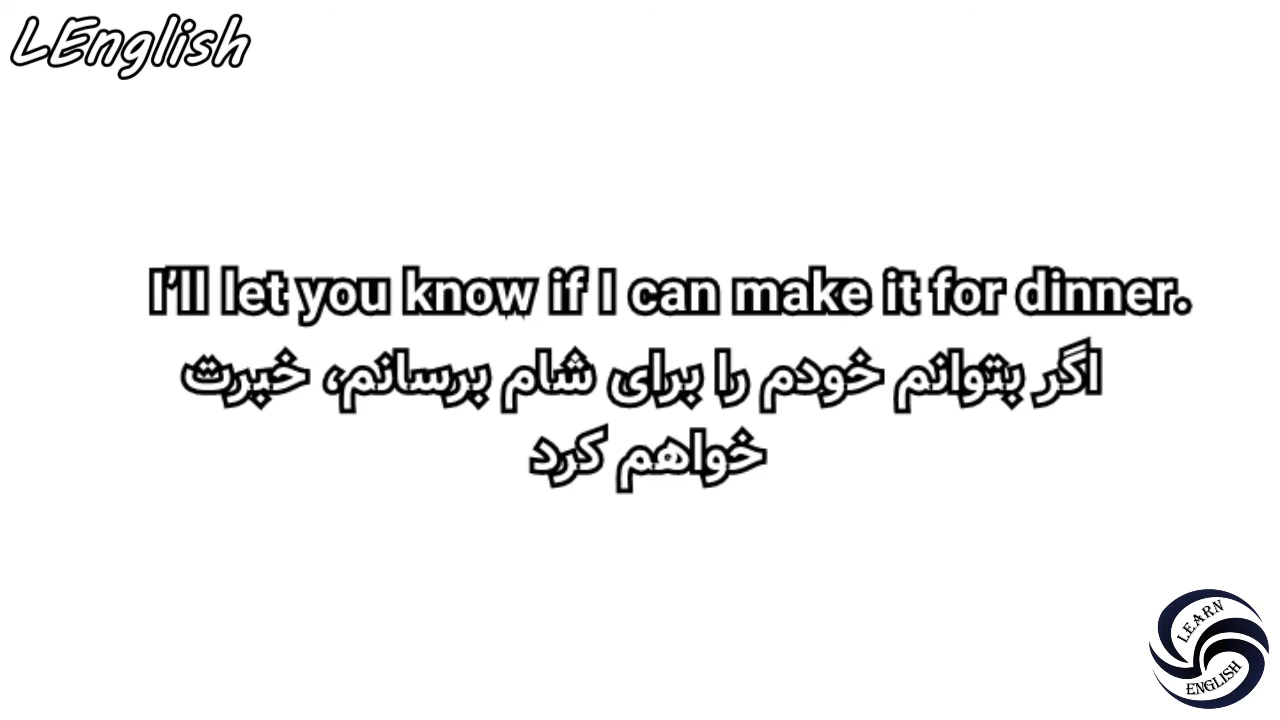 LEnglish
I'll let you know if I can make it for dinner.
اگر بتوانم خودم را برای شام برسانم، خبرت
خواهم کرد
LEARN
ENGLISH